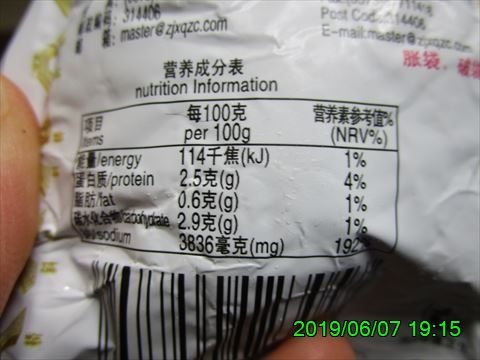 314406
master@zjxqzc.com
Post Code:314406
E-mail:master@zjxqzc.com
胀袋、破
营养成分表
nutrition Information
项目 每100克 营养素参考值%
Items per 100g (NRV%)
能量/energy 114千焦(kJ) 1%
蛋白质/protein 2.5克(g) 4%
脂肪/fat 0.6克(g) 1%
碳水化合物/carbohydrate 2.9克(g) 1%
sodium 3836毫克(mg) 192%
2019/06/07 19:15